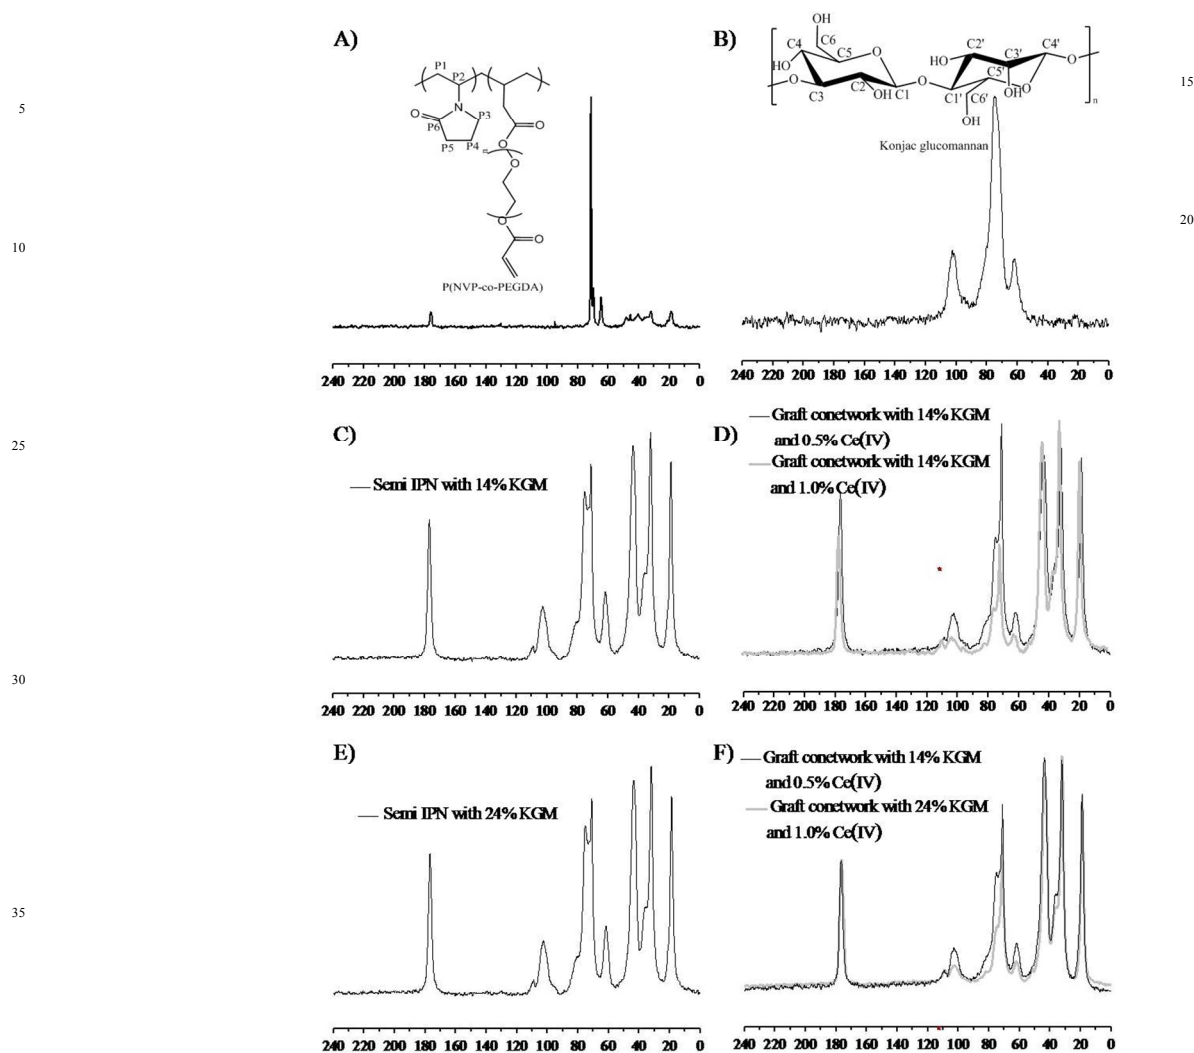 A)
P1
P2
N
O
P3
P6
P5
P4
O
O
n
O
O
O
P(NVP-co-PEGDA)
240 220 200 180 160 140 120 100 80 60 40 20 0
B)
OH
C6
C4
C5
O
HO
O
C3
C2
OH
C1
O
C2'
C3'
C4'
HO
C5'
O
C1'
C6'
OH
O
OH
n
Konjac glucomannan
240 220 200 180 160 140 120 100 80 60 40 20 0
C)
Semi IPN with 14% KGM
240 220 200 180 160 140 120 100 80 60 40 20 0
D)
Graft conetwork with 14% KGM
and 0.5% Ce(IV)
Graft conetwork with 14% KGM
and 1.0% Ce(IV)
*
240 220 200 180 160 140 120 100 80 60 40 20 0
E)
Semi IPN with 24% KGM
240 220 200 180 160 140 120 100 80 60 40 20 0
F)
Graft conetwork with 14% KGM
and 0.5% Ce(IV)
Graft conetwork with 24% KGM
and 1.0% Ce(IV)
240 220 200 180 160 140 120 100 80 60 40 20 0
5
10
15
20
25
30
35